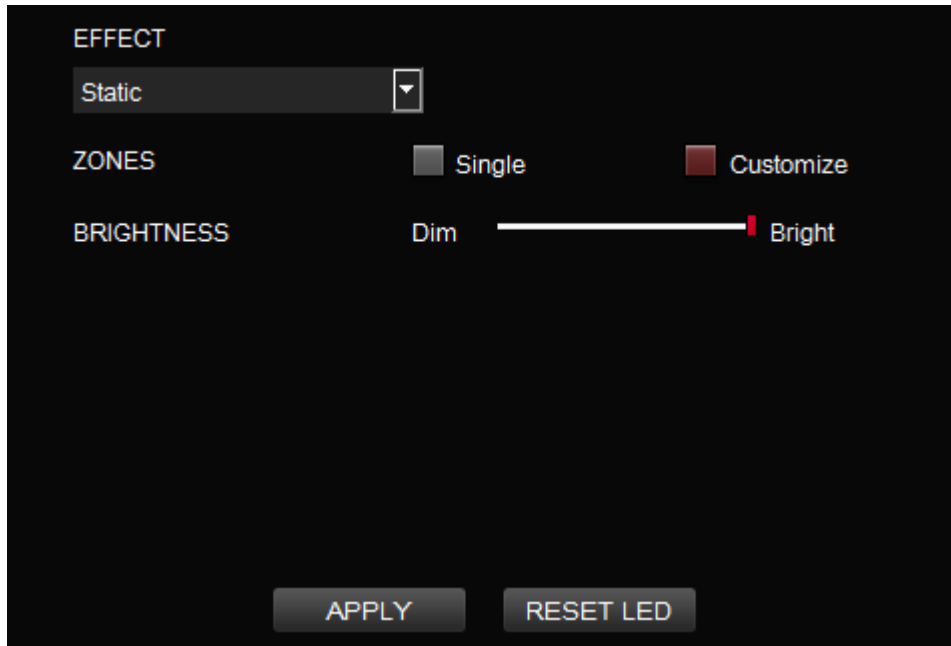 EFFECT
Static
ZONES Single Customize
BRIGHTNESS Dim Bright
APPLY RESET LED